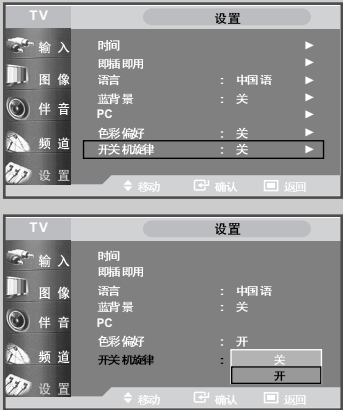 TV 设置
输入
图像
伴音
频道
设置
时间 ►
即插即用
语言 : 中国语 ►
蓝背景 : 关 ►
PC ►
色彩偏好 : 关 ►
开关机旋律 : 关 ►
移动 确认 返回
TV 设置
输入
图像
伴音
频道
设置
时间
即插即用
语言 : 中国语
蓝背景 : 关
PC
色彩偏好 : 开
开关机旋律 : 关
开
移动 确认 返回